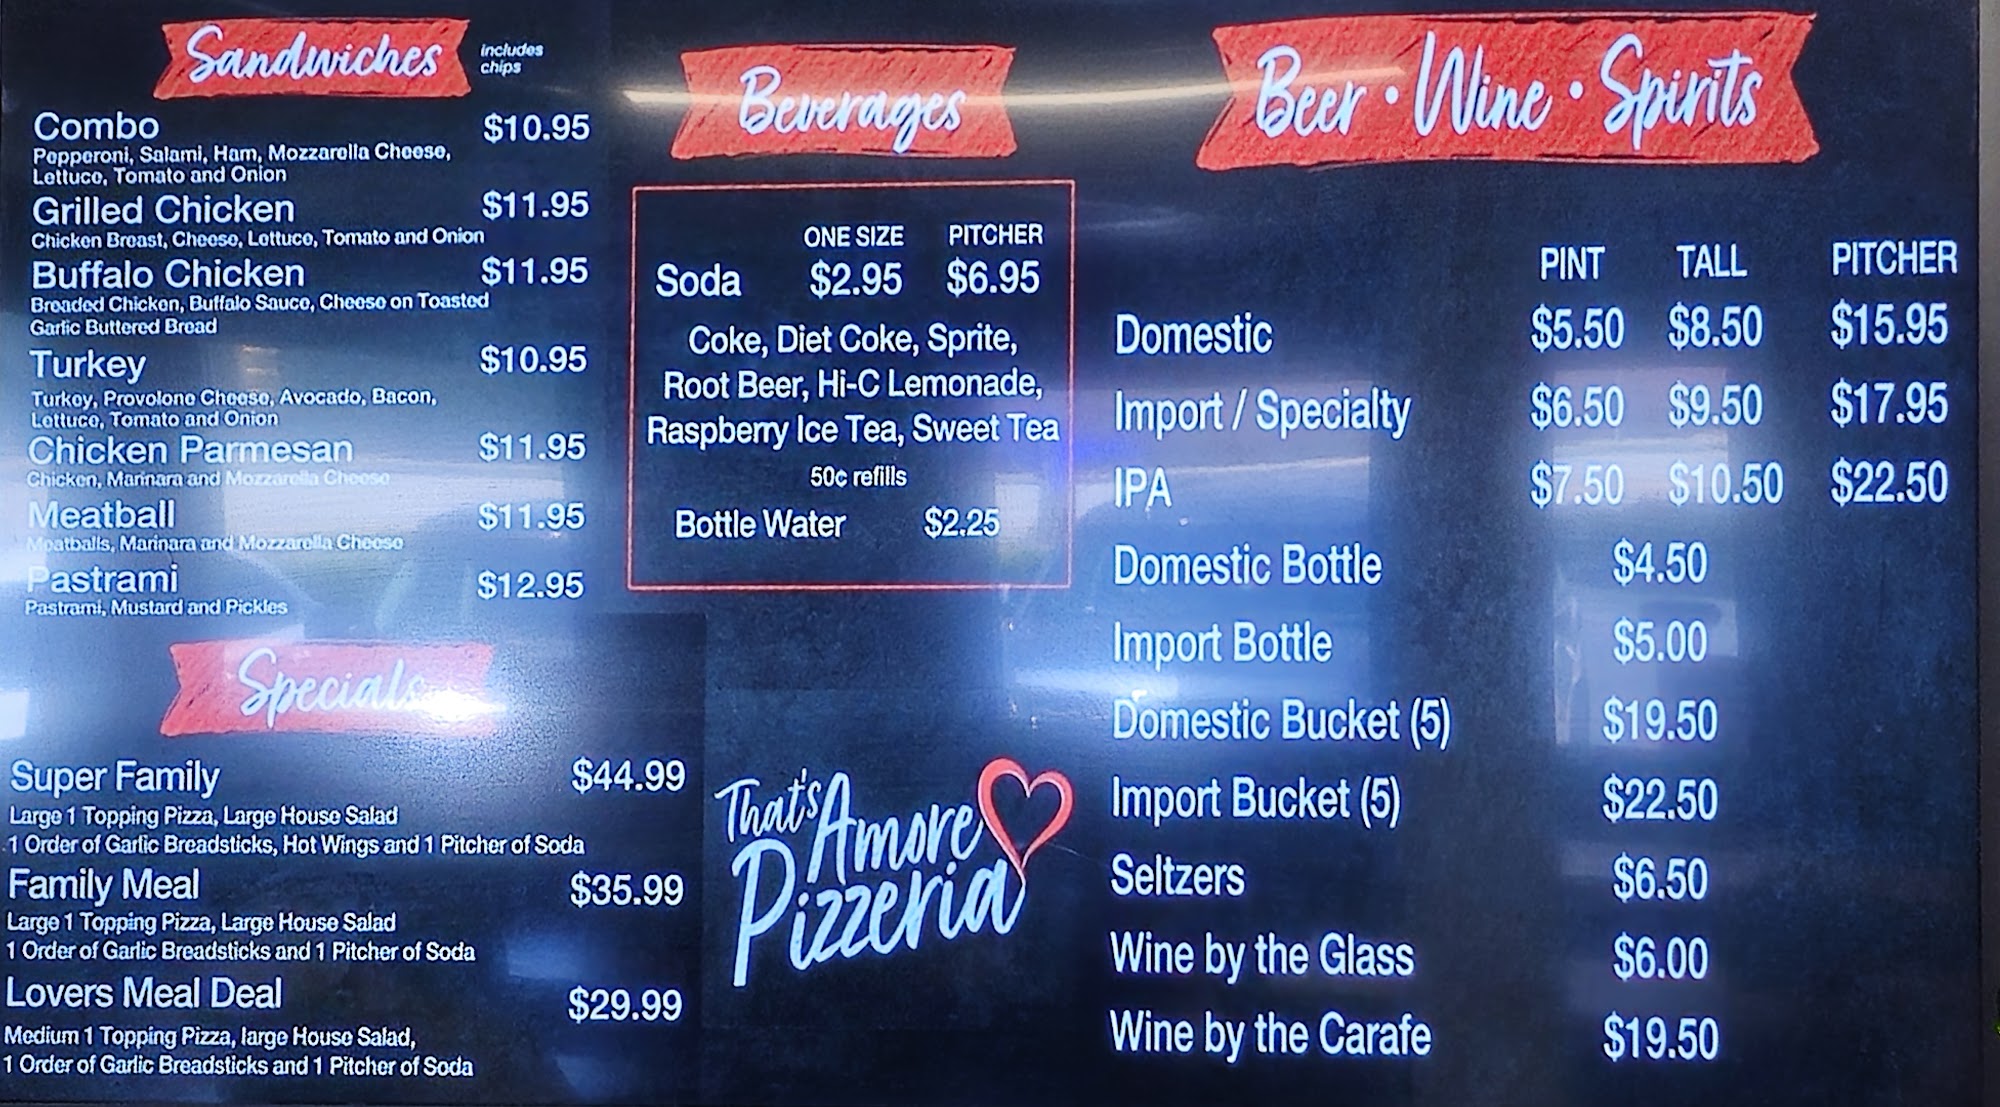 Sandwiches
includes
chips
Combo $10.95
Pepperoni, Salami, Ham, Mozzarella Cheese,
Lettuce, Tomato and Onion
Grilled Chicken $11.95
Chicken Breast, Cheese, Lettuce, Tomato and Onion
Buffalo Chicken $11.95
Breaded Chicken, Buffalo Sauce, Cheese on Toasted
Garlic Buttered Bread
Turkey $10.95
Turkey, Provolone Cheese, Avocado, Bacon,
Lettuce, Tomato and Onion
Chicken Parmesan $11.95
Chicken, Marinara and Mozzarella Cheese
Meatball $11.95
Meatballs, Marinara and Mozzarella Cheese
Pastrami $12.95
Pastrami, Mustard and Pickles
Specials
Super Family $44.99
Large 1 Topping Pizza, Large House Salad
1 Order of Garlic Breadsticks, Hot Wings and 1 Pitcher of Soda
Family Meal $35.99
Large 1 Topping Pizza, Large House Salad
1 Order of Garlic Breadsticks and 1 Pitcher of Soda
Lovers Meal Deal $29.99
Medium 1 Topping Pizza, large House Salad,
1 Order of Garlic Breadsticks and 1 Pitcher of Soda
Beverages
ONE SIZE PITCHER
Soda $2.95 $6.95
Coke, Diet Coke, Sprite,
Root Beer, Hi-C Lemonade,
Raspberry Ice Tea, Sweet Tea
50¢ refills
Bottle Water $2.25
That's Amore
Pizzeria
Beer • Wine • Spirits
PINT TALL PITCHER
Domestic $5.50 $8.50 $15.95
Import / Specialty $6.50 $9.50 $17.95
IPA $7.50 $10.50 $22.50
Domestic Bottle $4.50
Import Bottle $5.00
Domestic Bucket (5) $19.50
Import Bucket (5) $22.50
Seltzers $6.50
Wine by the Glass $6.00
Wine by the Carafe $19.50